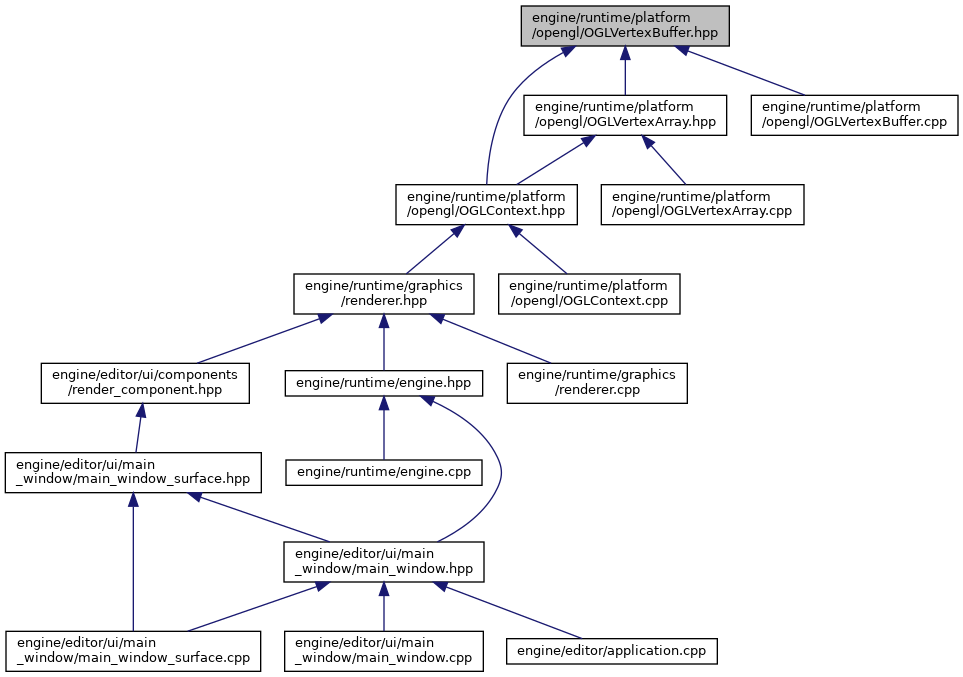 engine/runtime/platform
/opengl/OGLVertexBuffer.hpp
engine/runtime/platform
/opengl/OGLVertexArray.hpp
engine/runtime/platform
/opengl/OGLVertexBuffer.cpp
engine/runtime/platform
/opengl/OGLContext.hpp
engine/runtime/platform
/opengl/OGLVertexArray.cpp
engine/runtime/graphics
/renderer.hpp
engine/runtime/platform
/opengl/OGLContext.cpp
engine/editor/ui/components
/render_component.hpp
engine/runtime/engine.hpp
engine/runtime/graphics
/renderer.cpp
engine/editor/ui/main
_window/main_window_surface.hpp
engine/runtime/engine.cpp
engine/editor/ui/main
_window/main_window.hpp
engine/editor/ui/main
_window/main_window_surface.cpp
engine/editor/ui/main
_window/main_window.cpp
engine/editor/application.cpp